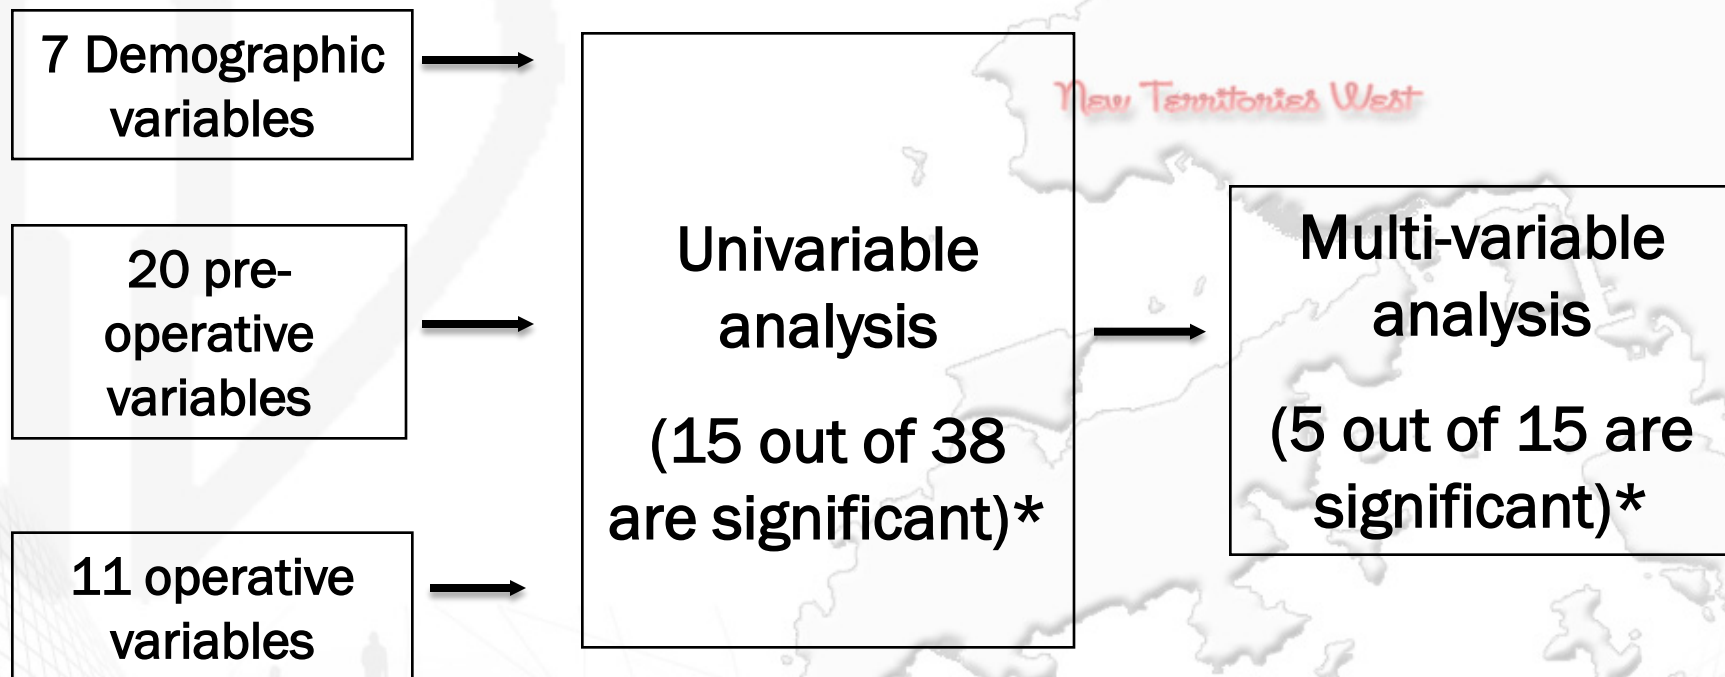 7 Demographic
variables
20 pre-
operative
variables
11 operative
variables
Univariable
analysis
(15 out of 38
are significant)*
New Territories West
Multi-variable
analysis
(5 out of 15 are
significant)*